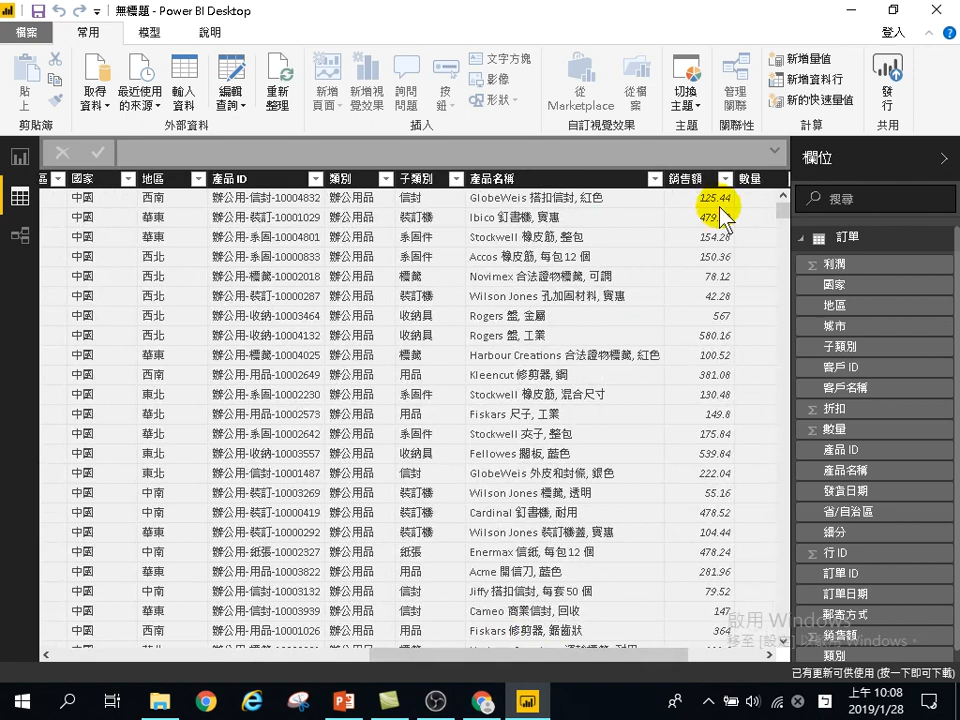 無標題 - Power BI Desktop
檔案 常用 模型 說明 登入
貼上
剪貼簿
取得資料
最近使用的來源
輸入資料
編輯查詢
重新整理
外部資料
新增頁面
新增視覺效果
詢問問題
按鈕
文字方塊
影像
形狀
插入
從 Marketplace
從檔案
自訂視覺效果
切換主題
主題
管理關聯
關聯性
新增量值
新增資料行
新的快速量值
計算
發行
共用
區 國家 地區 產品 ID 類別 子類別 產品名稱 銷售額 數量
中國 西南 辦公用-信封-10004832 辦公用品 信封 GlobeWeis 搭扣信封, 紅色 125.44
中國 華東 辦公用-裝訂-10001029 辦公用品 裝訂機 Ibico 釘書機, 實惠 479.
中國 華東 辦公用-系固-10004801 辦公用品 系固件 Stockwell 橡皮筋, 整包 154.28
中國 西北 辦公用-系固-10000833 辦公用品 系固件 Accos 橡皮筋, 每包12 個 150.36
中國 西北 辦公用-標籤-10002018 辦公用品 標籤 Novimex 合法證物標籤, 可調 78.12
中國 西北 辦公用-裝訂-10000287 辦公用品 裝訂機 Wilson Jones 孔加固材料, 實惠 42.28
中國 西北 辦公用-收納-10003464 辦公用品 收納具 Rogers 盤, 金屬 567
中國 西北 辦公用-收納-10004132 辦公用品 收納具 Rogers 盤, 工業 580.16
中國 華東 辦公用-標籤-10004025 辦公用品 標籤 Harbour Creations 合法證物標籤, 紅色 100.52
中國 西南 辦公用-用品-10002649 辦公用品 用品 Kleencut 修剪器, 鋼 381.08
中國 華東 辦公用-系固-10002230 辦公用品 系固件 Stockwell 橡皮筋, 混合尺寸 130.48
中國 華北 辦公用-用品-10002573 辦公用品 用品 Fiskars 尺子, 工業 149.8
中國 華北 辦公用-系固-10002642 辦公用品 系固件 Stockwell 夾子, 整包 175.84
中國 東北 辦公用-收納-10003557 辦公用品 收納具 Fellowes 擱板, 藍色 539.84
中國 東北 辦公用-信封-10001487 辦公用品 信封 GlobeWeis 外皮和封條, 銀色 222.04
中國 中南 辦公用-裝訂-10003269 辦公用品 裝訂機 Wilson Jones 標籤, 透明 55.16
中國 中南 辦公用-裝訂-10000419 辦公用品 裝訂機 Cardinal 釘書機, 耐用 478.52
中國 華東 辦公用-裝訂-10000292 辦公用品 裝訂機 Wilson Jones 裝訂機蓋, 實惠 104.44
中國 中南 辦公用-紙張-10002327 辦公用品 紙張 Enermax 信紙, 每包12 個 478.24
中國 華東 辦公用-用品-10003822 辦公用品 用品 Acme 開信刀, 藍色 281.96
中國 中南 辦公用-信封-10003132 辦公用品 信封 Jiffy 搭扣信封, 每套50 個 79.52
中國 華東 辦公用-信封-10003939 辦公用品 信封 Cameo 商業信封, 回收 147
中國 西南 辦公用-用品-10001026 辦公用品 用品 Fiskars 修剪器, 鋸齒狀 364
欄位
搜尋
訂單
利潤
國家
地區
城市
子類別
客戶 ID
客戶名稱
折扣
數量
產品 ID
產品名稱
發貨日期
省/自治區
細分
行 ID
訂單 ID
訂單日期
郵寄方式
銷售額
類別
啟用 Windows
移至 [設定] 以啟用 Windows。
已有更新可供使用 (按一下即可下載)
上午 10:08
2019/1/28